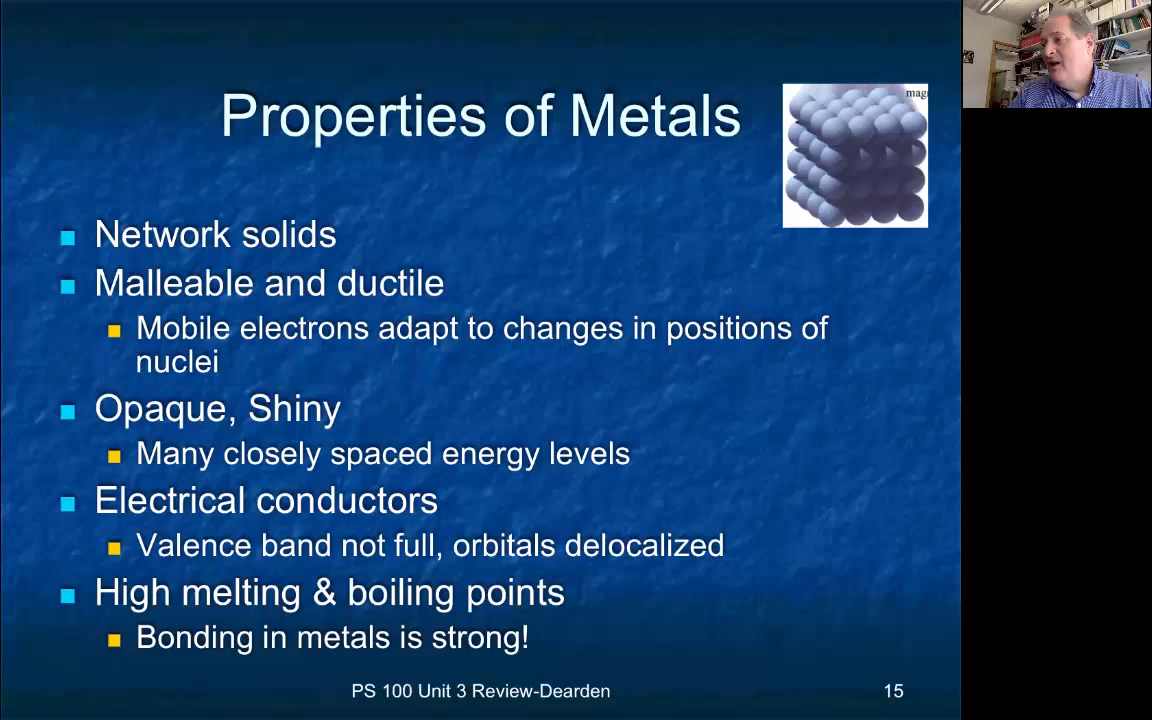 Properties of Metals
Network solids
Malleable and ductile
Mobile electrons adapt to changes in positions of
nuclei
Opaque, Shiny
Many closely spaced energy levels
Electrical conductors
Valence band not full, orbitals delocalized
High melting & boiling points
Bonding in metals is strong!
PS 100 Unit 3 Review-Dearden
15